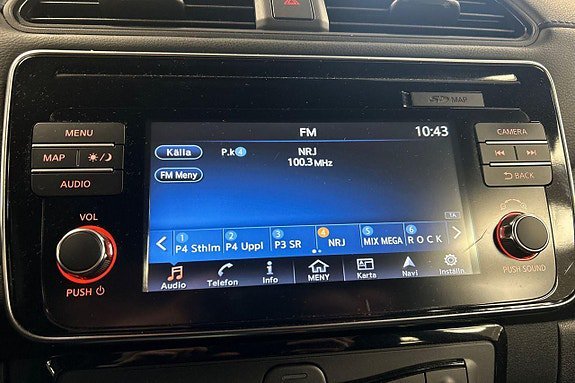 SD MAP
FM 10:43
MENU
MAP
AUDIO
VOL
PUSH
Källa P.k 4 NRJ
100.3 MHz
FM Meny
TA
1 P4 Sthlm 2 P4 Uppl 3 P3 SR 4 NRJ 5 MIX MEGA 6 R O C K
Audio Telefon Info MENY Karta Navi Inställn.
CAMERA
BACK
PUSH SOUND